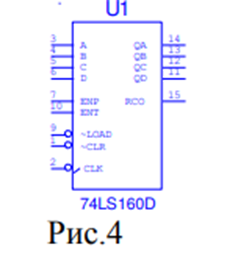 U1
3 A QA 14
4 B QB 13
5 C QC 12
6 D QD 11
7 ENP RCO 15
10 ENT
9 ~LOAD
1 ~CLR
2 CLK
74LS160D
Рис.4